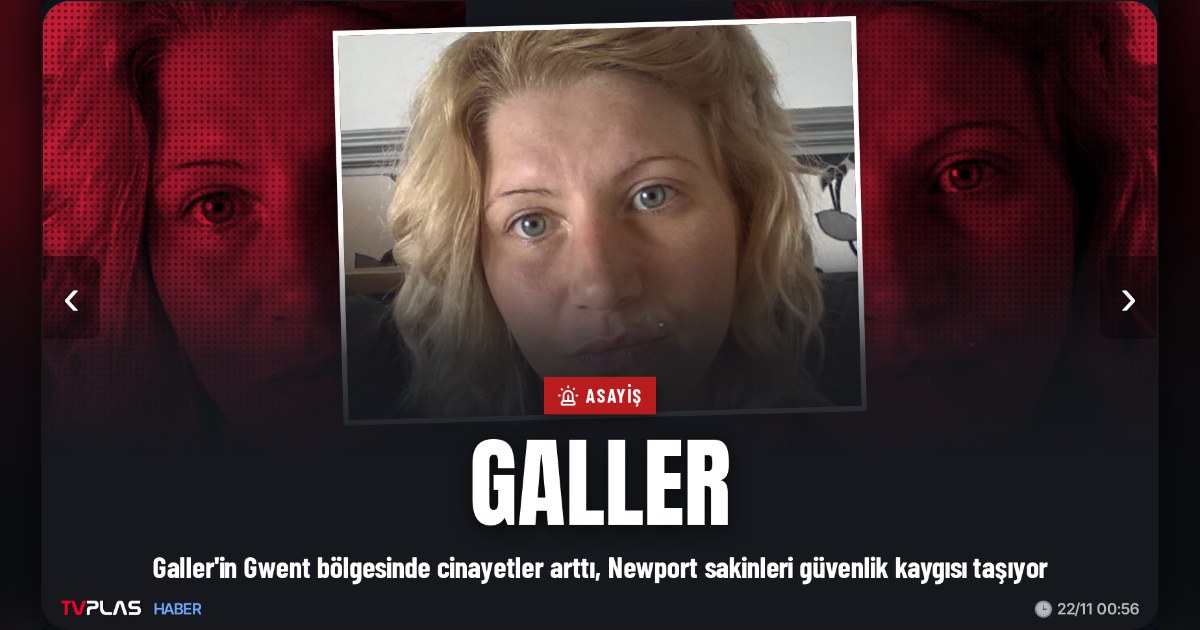 ASAYİŞ
GALLER
Galler'in Gwent bölgesinde cinayetler arttı, Newport sakinleri güvenlik kaygısı taşıyor
TVPLAS HABER
22/11 00:56